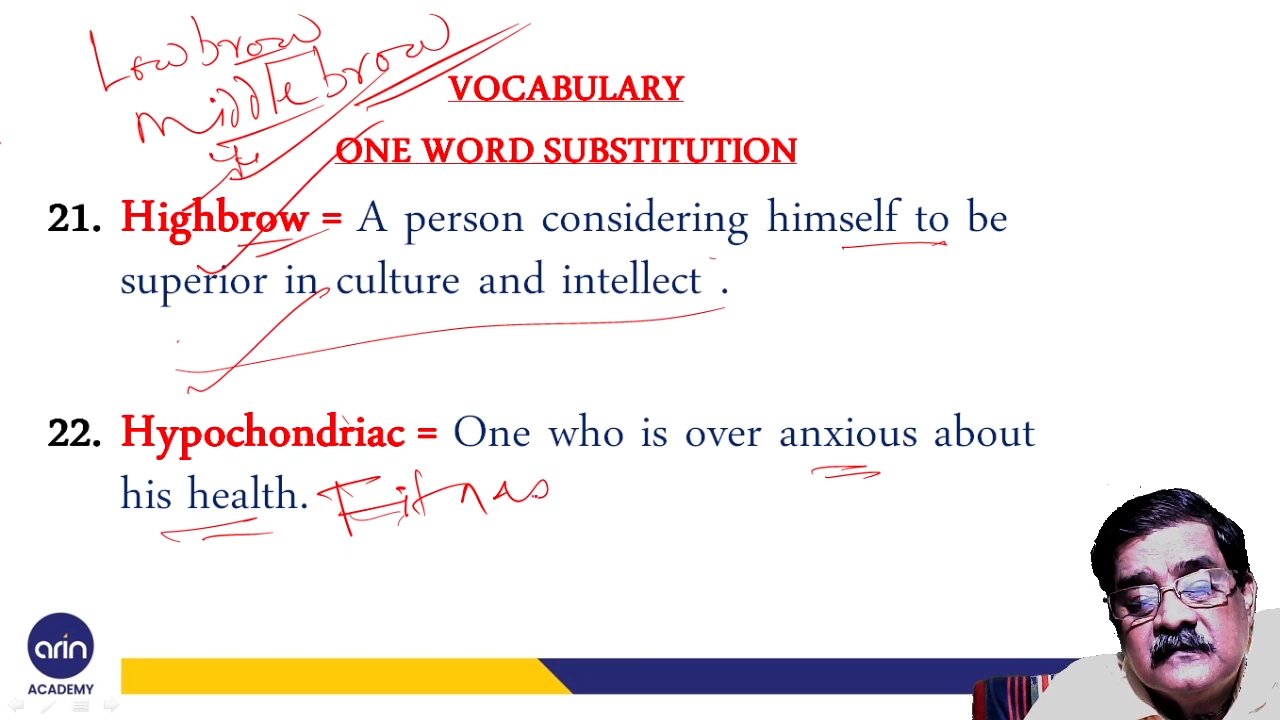 Lowbrow
Middlebrow
VOCABULARY
ONE WORD SUBSTITUTION
21. Highbrow = A person considering himself to be
superior in culture and intellect .
22. Hypochondriac = One who is over anxious about
his health. Fitness
arin
ACADEMY